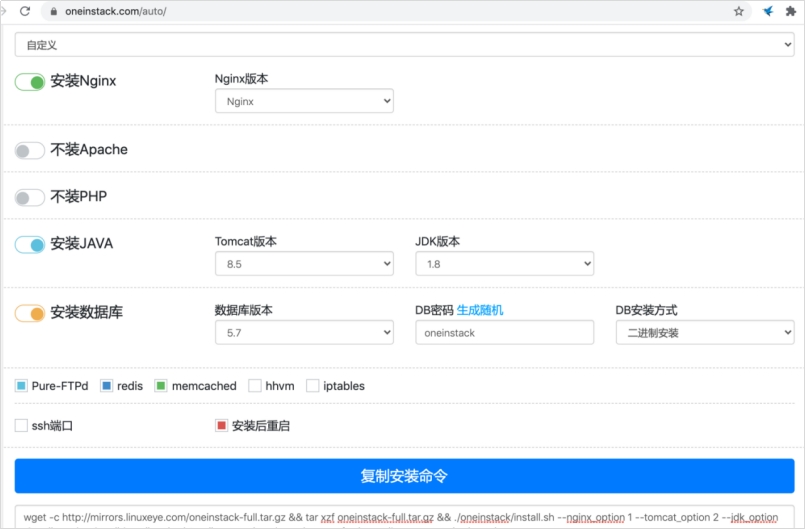 oneinstack.com/auto/
自定义
安装Nginx
Nginx版本
Nginx
不装Apache
不装PHP
安装JAVA
Tomcat版本
JDK版本
8.5
1.8
安装数据库
数据库版本
DB密码 生成随机
DB安装方式
5.7
oneinstack
二进制安装
Pure-FTPd redis memcached hhvm iptables
ssh端口
安装后重启
复制安装命令
wget -c http://mirrors.linuxeye.com/oneinstack-full.tar.gz && tar xzf oneinstack-full.tar.gz && ./oneinstack/install.sh --nginx_option 1 --tomcat_option 2 --jdk_option